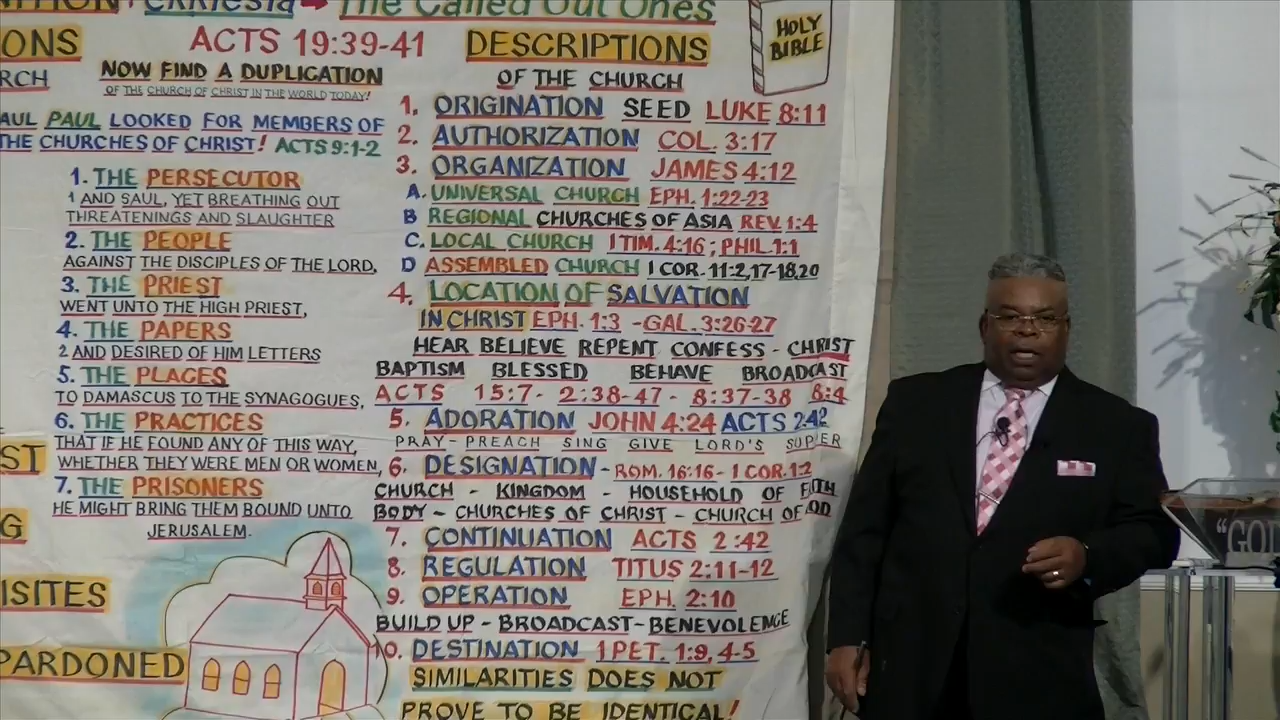 : Ekklesia → The Called Out Ones
ACTS 19:39-41
NOW FIND A DUPLICATION
OF THE CHURCH OF CHRIST IN THE WORLD TODAY!
PAUL LOOKED FOR MEMBERS OF
THE CHURCHES OF CHRIST! ACTS 9:1-2
1. THE PERSECUTOR
1 AND SAUL, YET BREATHING OUT
THREATENINGS AND SLAUGHTER
2. THE PEOPLE
AGAINST THE DISCIPLES OF THE LORD,
3. THE PRIEST
WENT UNTO THE HIGH PRIEST,
4. THE PAPERS
2 AND DESIRED OF HIM LETTERS
5. THE PLACES
TO DAMASCUS TO THE SYNAGOGUES,
6. THE PRACTICES
THAT IF HE FOUND ANY OF THIS WAY,
WHETHER THEY WERE MEN OR WOMEN,
7. THE PRISONERS
HE MIGHT BRING THEM BOUND UNTO
JERUSALEM.
PARDONED
DESCRIPTIONS
OF THE CHURCH
1. ORIGINATION SEED LUKE 8:11
2. AUTHORIZATION COL. 3:17
3. ORGANIZATION JAMES 4:12
A. UNIVERSAL CHURCH EPH. 1:22-23
B REGIONAL CHURCHES OF ASIA REV. 1:4
C. LOCAL CHURCH 1 TIM. 4:16; PHIL. 1:1
D ASSEMBLED CHURCH 1 COR. 11:2,17-18,20
4. LOCATION OF SALVATION
IN CHRIST EPH. 1:3 - GAL. 3:26-27
HEAR BELIEVE REPENT CONFESS - CHRIST
BAPTISM BLESSED BEHAVE BROADCAST
ACTS 15:7- 2:38-47 - 8:37-38 8:4
5. ADORATION JOHN 4:24 ACTS 2:42
PRAY - PREACH SING GIVE LORD'S SUPER
6. DESIGNATION - ROM. 16:16 - 1 COR. 1:2
CHURCH - KINGDOM - HOUSEHOLD OF
BODY - CHURCHES OF CHRIST - CHURCH OF
7. CONTINUATION ACTS 2:42
8. REGULATION TITUS 2:11-12
9. OPERATION EPH. 2:10
BUILD UP - BROADCAST - BENEVOLENCE
10. DESTINATION 1 PET. 1:9, 4-5
SIMILARITIES DOES NOT
PROVE TO BE IDENTICAL!
HOLY
BIBLE
"GOD